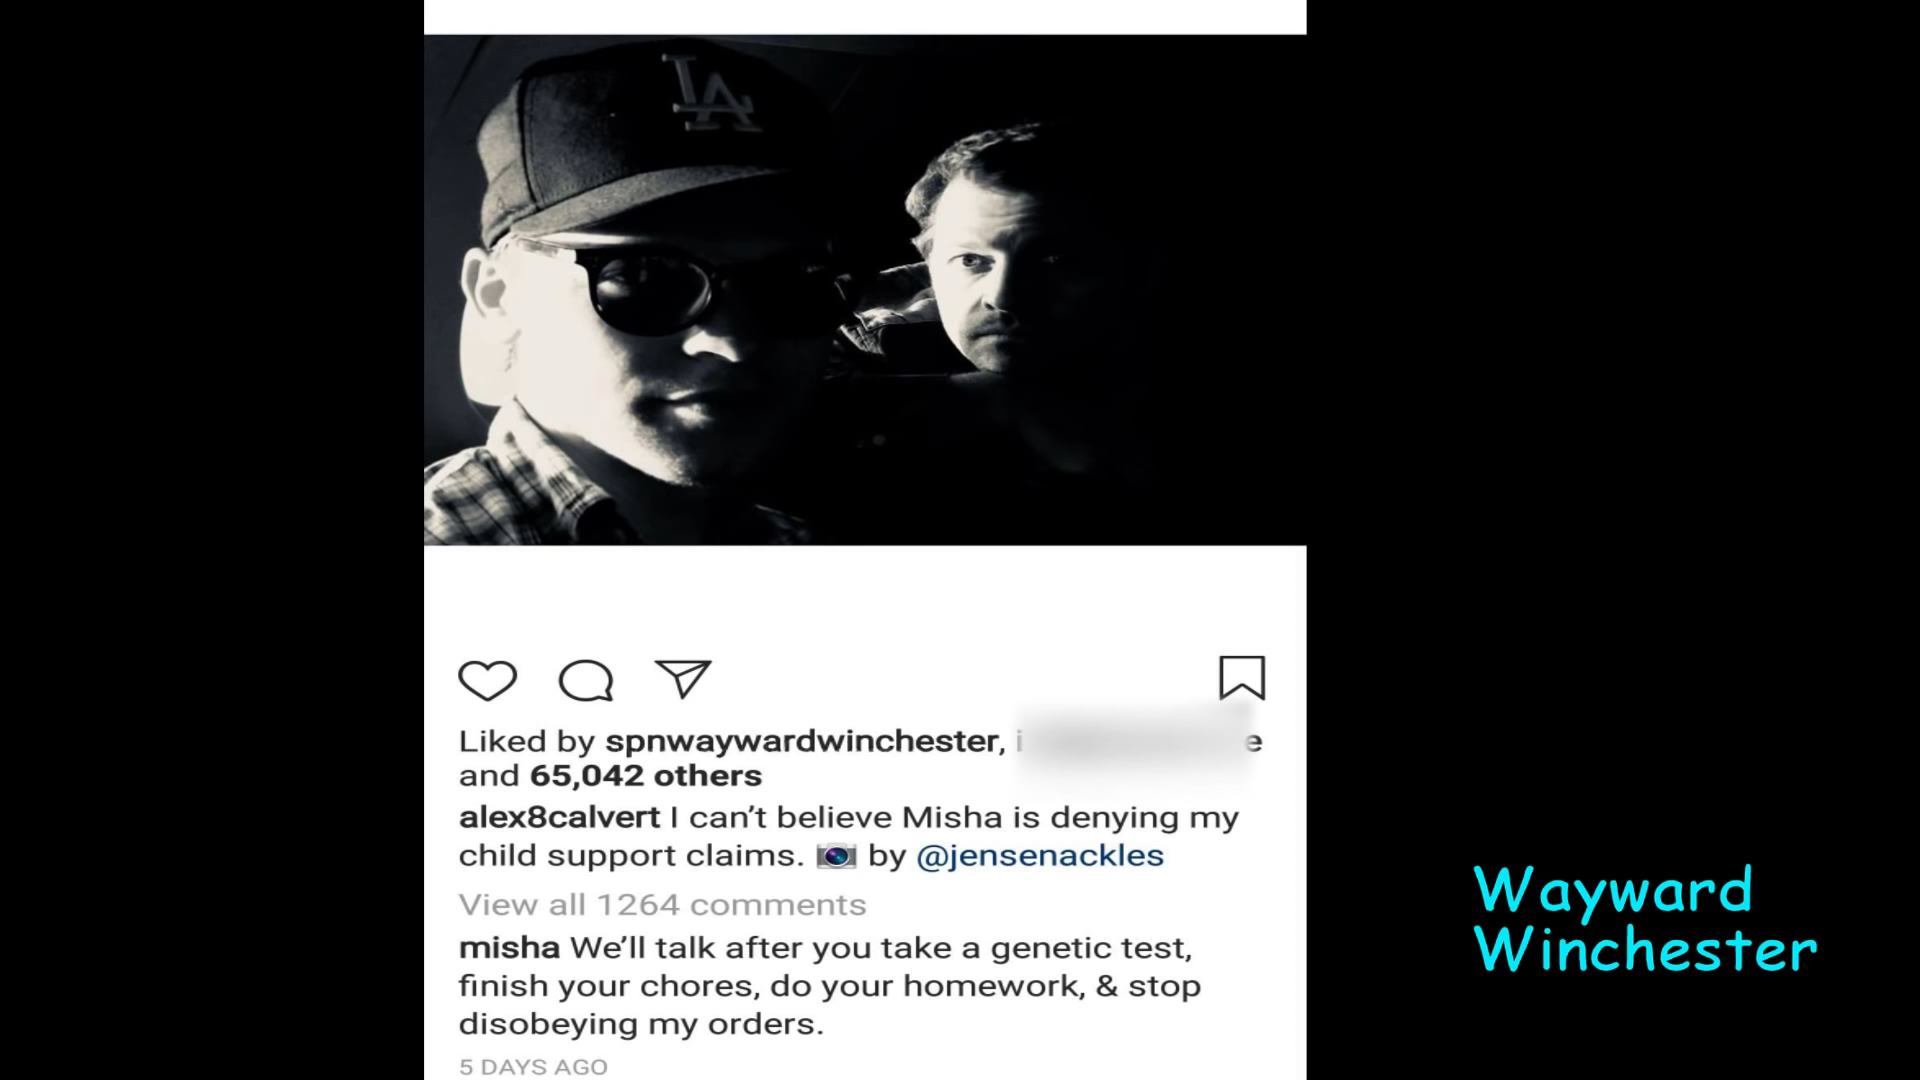 LA
Liked by spnwaywardwinchester,
and 65,042 others
alex8calvert I can't believe Misha is denying my
child support claims. 📷 by @jensenackles
View all 1264 comments
misha We'll talk after you take a genetic test,
finish your chores, do your homework, & stop
disobeying my orders.
5 DAYS AGO
Wayward
Winchester